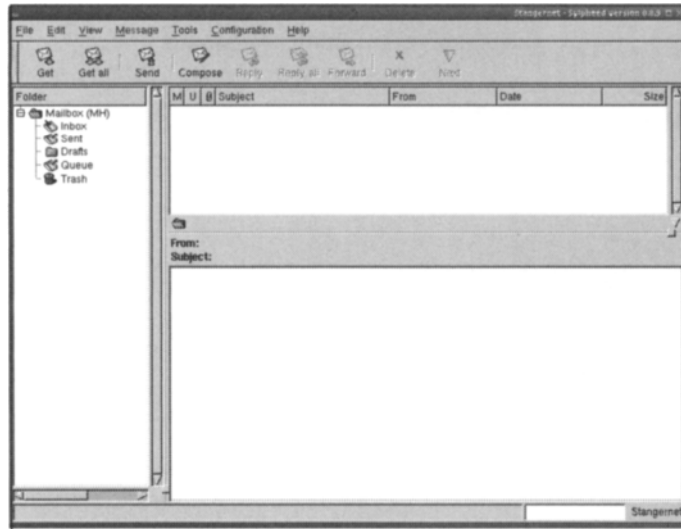 Stangernet - Sylpheed version
File Edit View Message Tools Configuration Help
Get Get all Send Compose Reply Reply all Forward Delete Next
Folder
Mailbox (MH)
Inbox
Sent
Drafts
Queue
Trash
M U Subject From Date Size
From:
Subject:
Stangernet